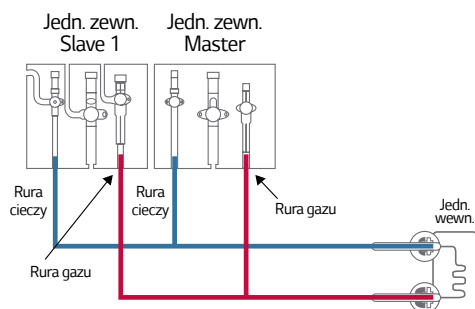 Jedn. zewn.
Slave 1
Jedn. zewn.
Master
Rura
cieczy
Rura
cieczy
Rura gazu
Rura gazu
Jedn.
wewn.